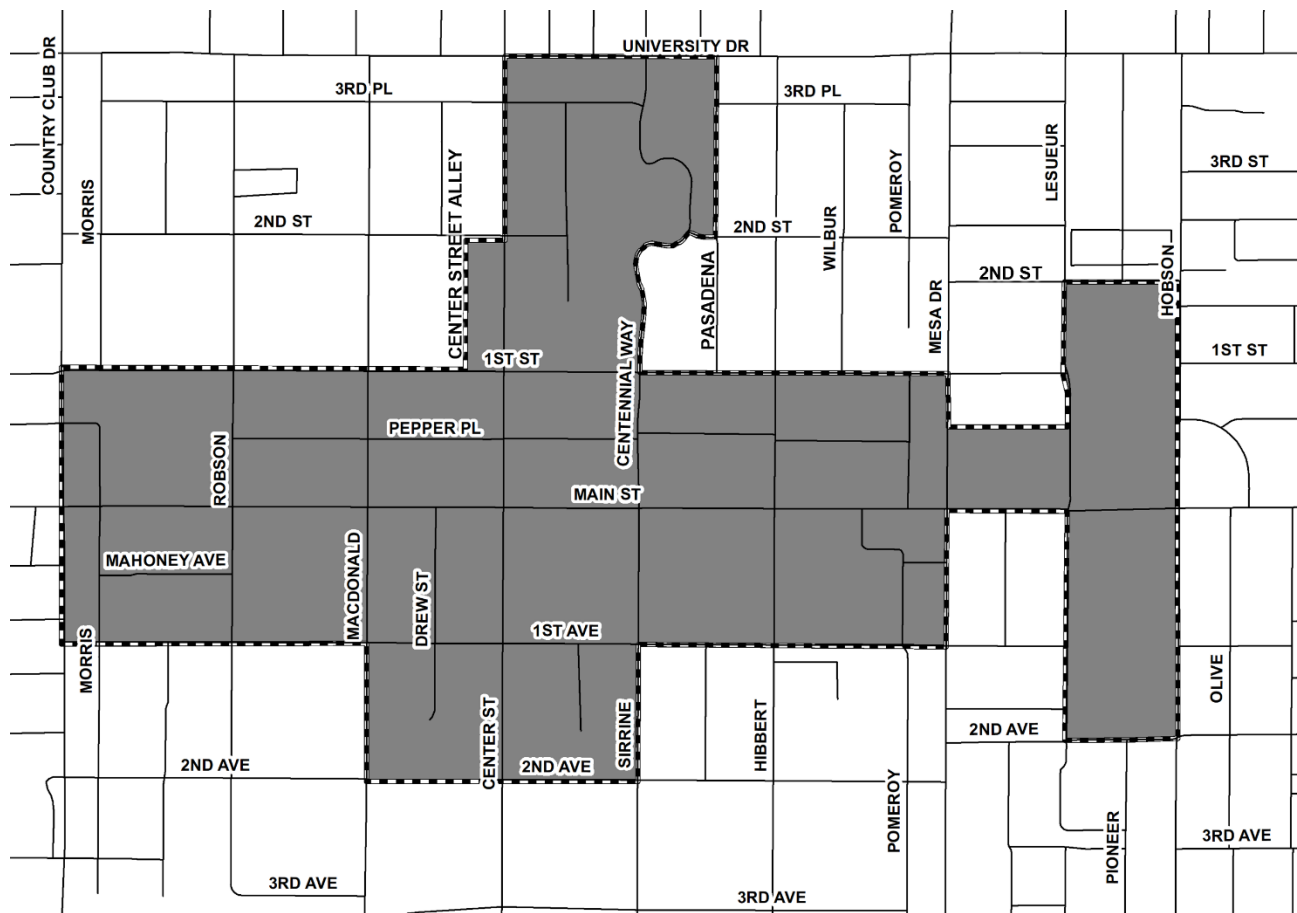 UNIVERSITY DR
COUNTRY CLUB DR
3RD PL
3RD PL
MORRIS
CENTER STREET ALLEY
POMEROY
LESUEUR
3RD ST
2ND ST
2ND ST
WILBUR
PASADENA
2ND ST
HOBSON
MESA DR
1ST ST
CENTENNIAL WAY
1ST ST
PEPPER PL
ROBSON
MAIN ST
MAHONEY AVE
MACDONALD
DREW ST
1ST AVE
MORRIS
OLIVE
CENTER ST
SIRRINE
HIBBERT
2ND AVE
2ND AVE
2ND AVE
POMEROY
PIONEER
3RD AVE
3RD AVE
3RD AVE